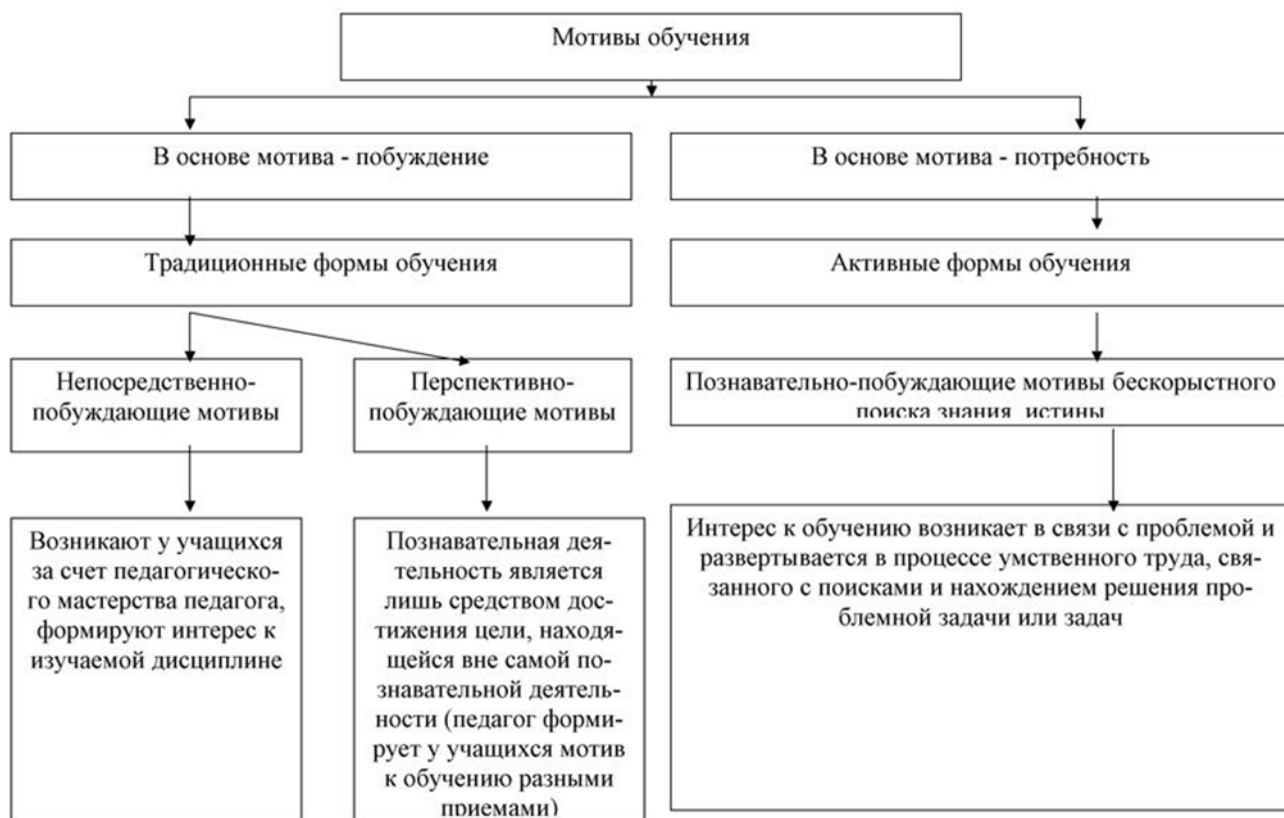 Мотивы обучения
В основе мотива - побуждение
В основе мотива - потребность
Традиционные формы обучения
Активные формы обучения
Непосредственно-
побуждающие мотивы
Перспективно-
побуждающие мотивы
Познавательно-побуждающие мотивы бескорыстного
поиска знания, истины
Возникают у учащихся
за счет педагогическо-
го мастерства педагога,
формируют интерес к
изучаемой дисциплине
Познавательная дея-
тельность является
лишь средством дос-
тижения цели, находя-
щейся вне самой по-
знавательной деятель-
ности (педагог форми-
рует у учащихся мотив
к обучению разными
приемами)
Интерес к обучению возникает в связи с проблемой и
развертывается в процессе умственного труда, свя-
занного с поисками и нахождением решения про-
блемной задачи или задач